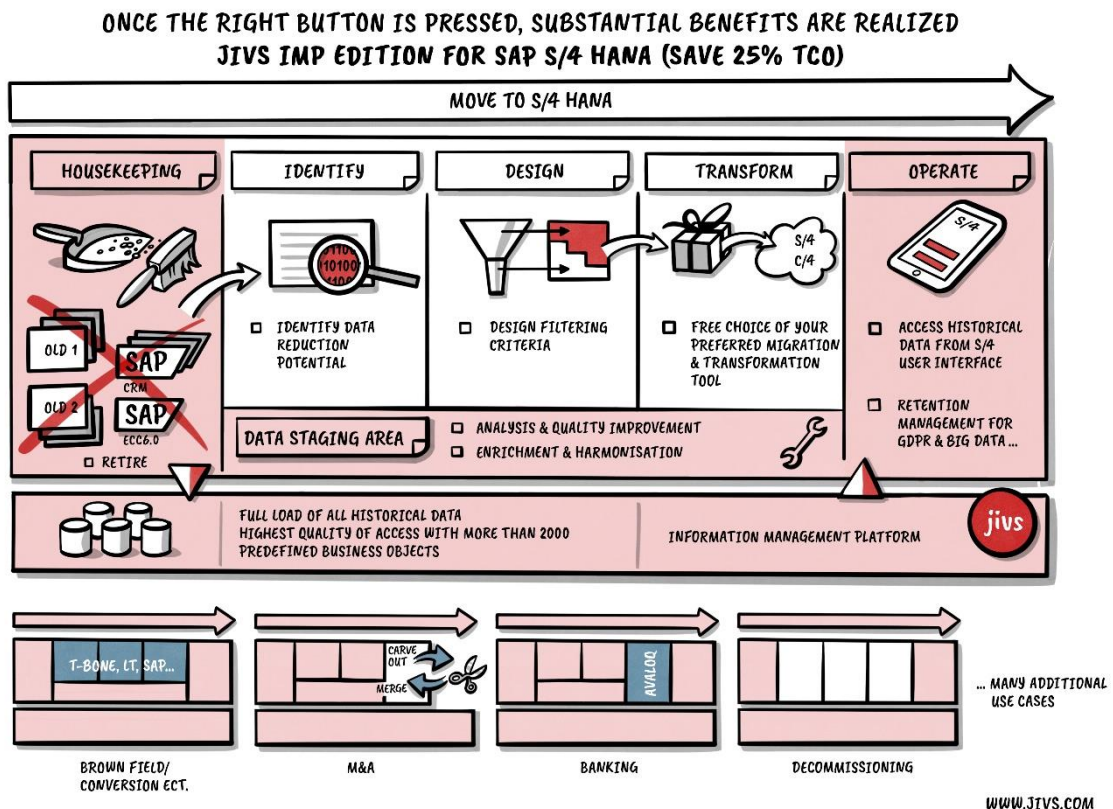 ONCE THE RIGHT BUTTON IS PRESSED, SUBSTANTIAL BENEFITS ARE REALIZED
JIVS IMP EDITION FOR SAP S/4 HANA (SAVE 25% TCO)
MOVE TO S/4 HANA
HOUSEKEEPING
OLD 1
SAP
CRM
OLD 2
SAP
ECC6.0
RETIRE
IDENTIFY
1010
10100
1100
IDENTIFY DATA
REDUCTION
POTENTIAL
DESIGN
DESIGN FILTERING
CRITERIA
TRANSFORM
S/4
C/4
FREE CHOICE OF YOUR
PREFERRED MIGRATION
& TRANSFORMATION
TOOL
OPERATE
S/4
ACCESS HISTORICAL
DATA FROM S/4
USER INTERFACE
RETENTION
MANAGEMENT FOR
GDPR & BIG DATA ...
DATA STAGING AREA
ANALYSIS & QUALITY IMPROVEMENT
ENRICHMENT & HARMONISATION
FULL LOAD OF ALL HISTORICAL DATA
HIGHEST QUALITY OF ACCESS WITH MORE THAN 2000
PREDEFINED BUSINESS OBJECTS
INFORMATION MANAGEMENT PLATFORM
jivs
T-BONE, LT, SAP...
BROWN FIELD/
CONVERSION ECT.
CARVE
OUT
MERGE
M&A
AVALOQ
BANKING
DECOMMISSIONING
... MANY ADDITIONAL
USE CASES
WWW.JIVS.COM